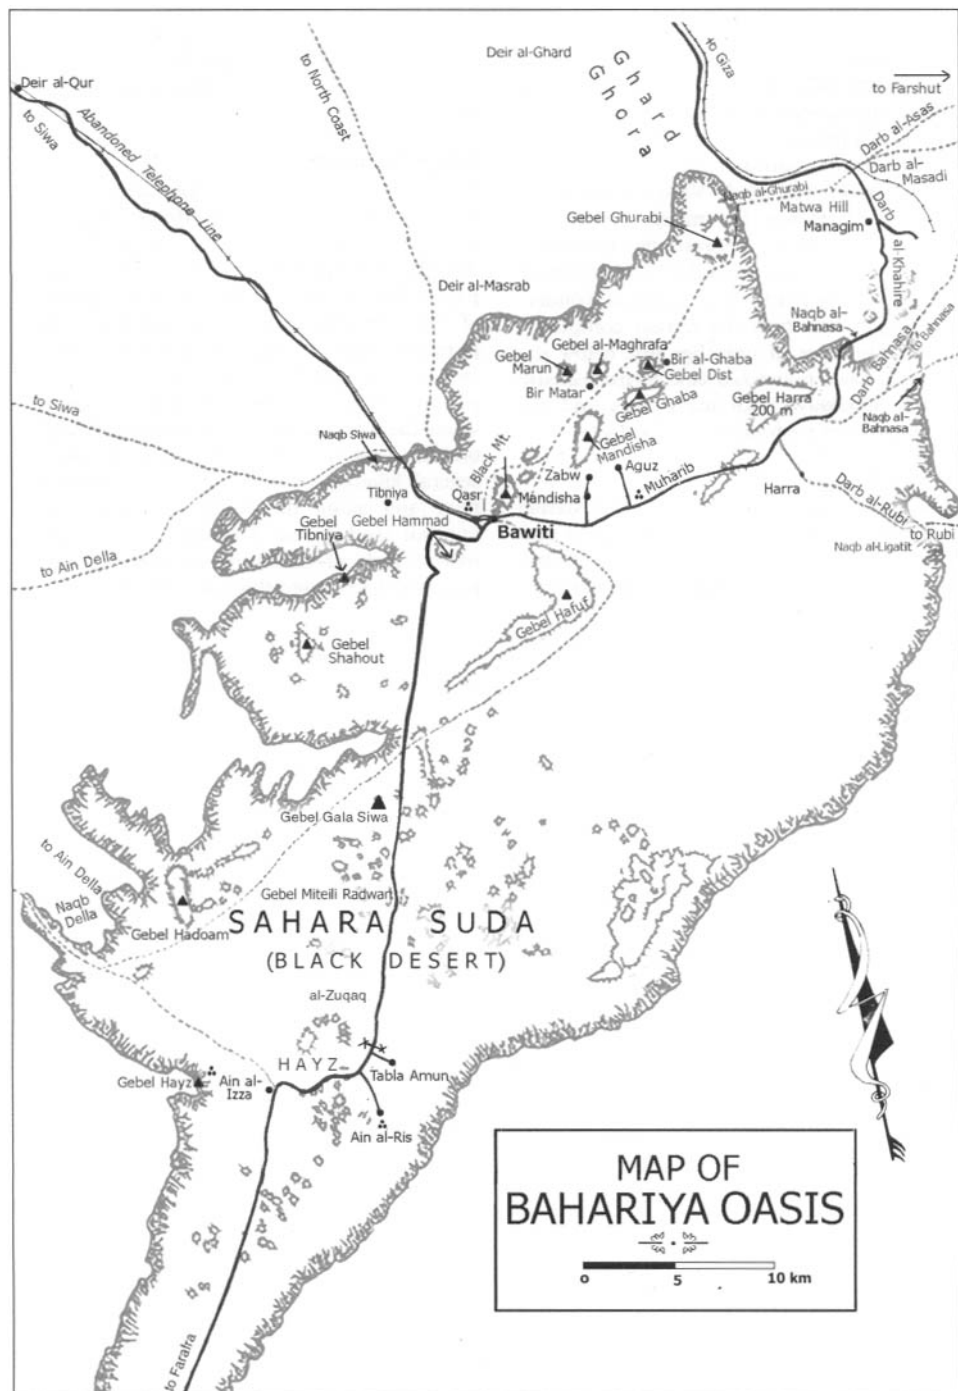 Deir al-Ghard
Ghard
Ghora
to Giza
to Farshut
Deir al-Qur
to Siwa
Abandoned Telephone Line
to North Coast
Darb al-Asas
Darb al-
Masadi
Naqb al-Ghurabi
Matwa Hill
Managim
Darb
al-Khahire
Gebel Ghurabi
Deir al-Masrab
Naqb al-
Bahnasa
to Bahnasa
Darb Bahnasa
Gebel al-Maghrafa
Gebel
Marun
Bir al-Ghaba
Gebel Dist
Bir Matar
Gebel Ghaba
Gebel Harra
200 m
Naqb al-
Bahnasa
to Siwa
Naqb Siwa
Black Mt.
Gebel
Mandisha
Zabw
Aguz
Muharib
Harra
Darb al-Rubi
to Rubi
Naqb al-Ligatit
Tibniya
Qasr
Mandisha
Gebel Hammad
Bawiti
Gebel
Tibniya
to Ain Della
Gebel Hafuf
Gebel
Shahout
Gebel Gala Siwa
to Ain Della
Naqb
Della
Gebel Hadoam
Gebel Miteili Radwan
SAHARA SUDA
(BLACK DESERT)
al-Zuqaq
HAYZ
Gebel Hayz
Ain al-
Izza
Tabla Amun
Ain al-Ris
to Farafra
MAP OF
BAHARIYA OASIS
0 5 10 km